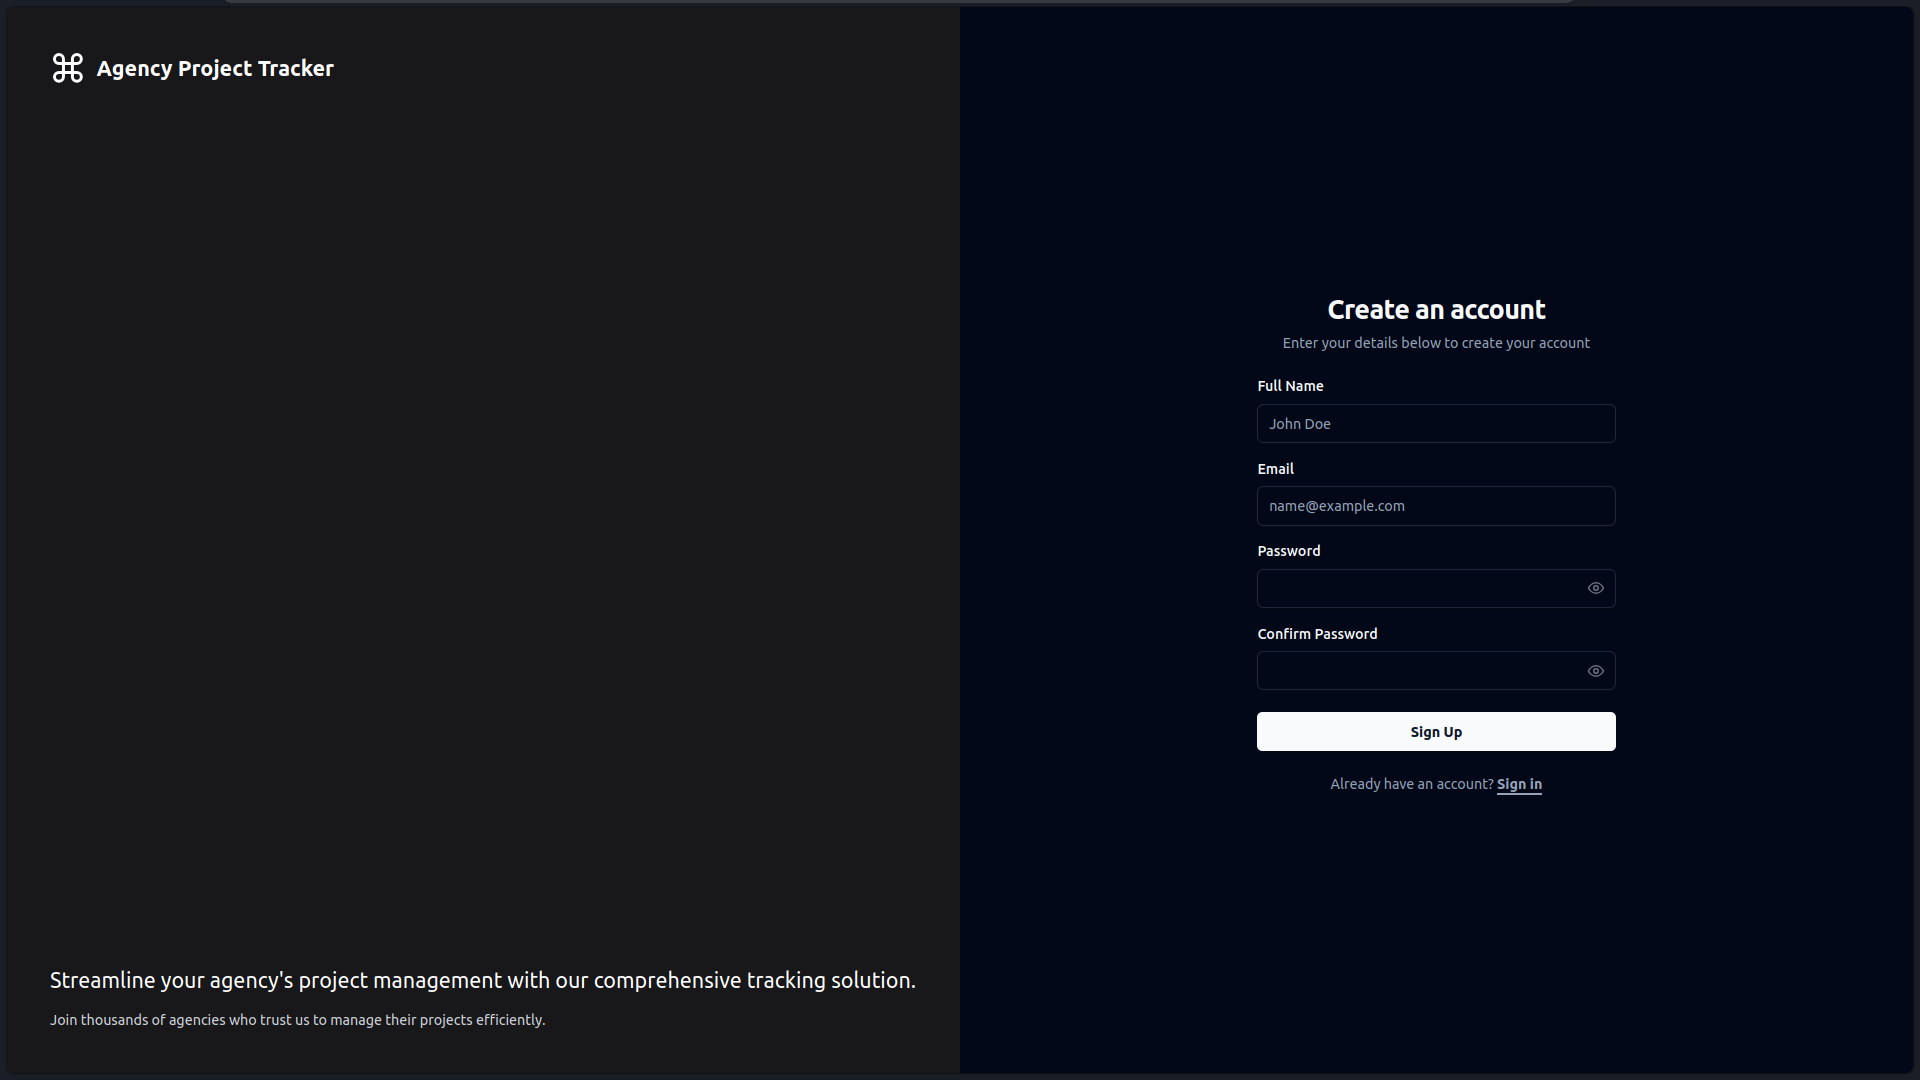 Agency Project Tracker
Streamline your agency's project management with our comprehensive tracking solution.
Join thousands of agencies who trust us to manage their projects efficiently.
Create an account
Enter your details below to create your account
Full Name
John Doe
Email
name@example.com
Password
Confirm Password
Sign Up
Already have an account? Sign in